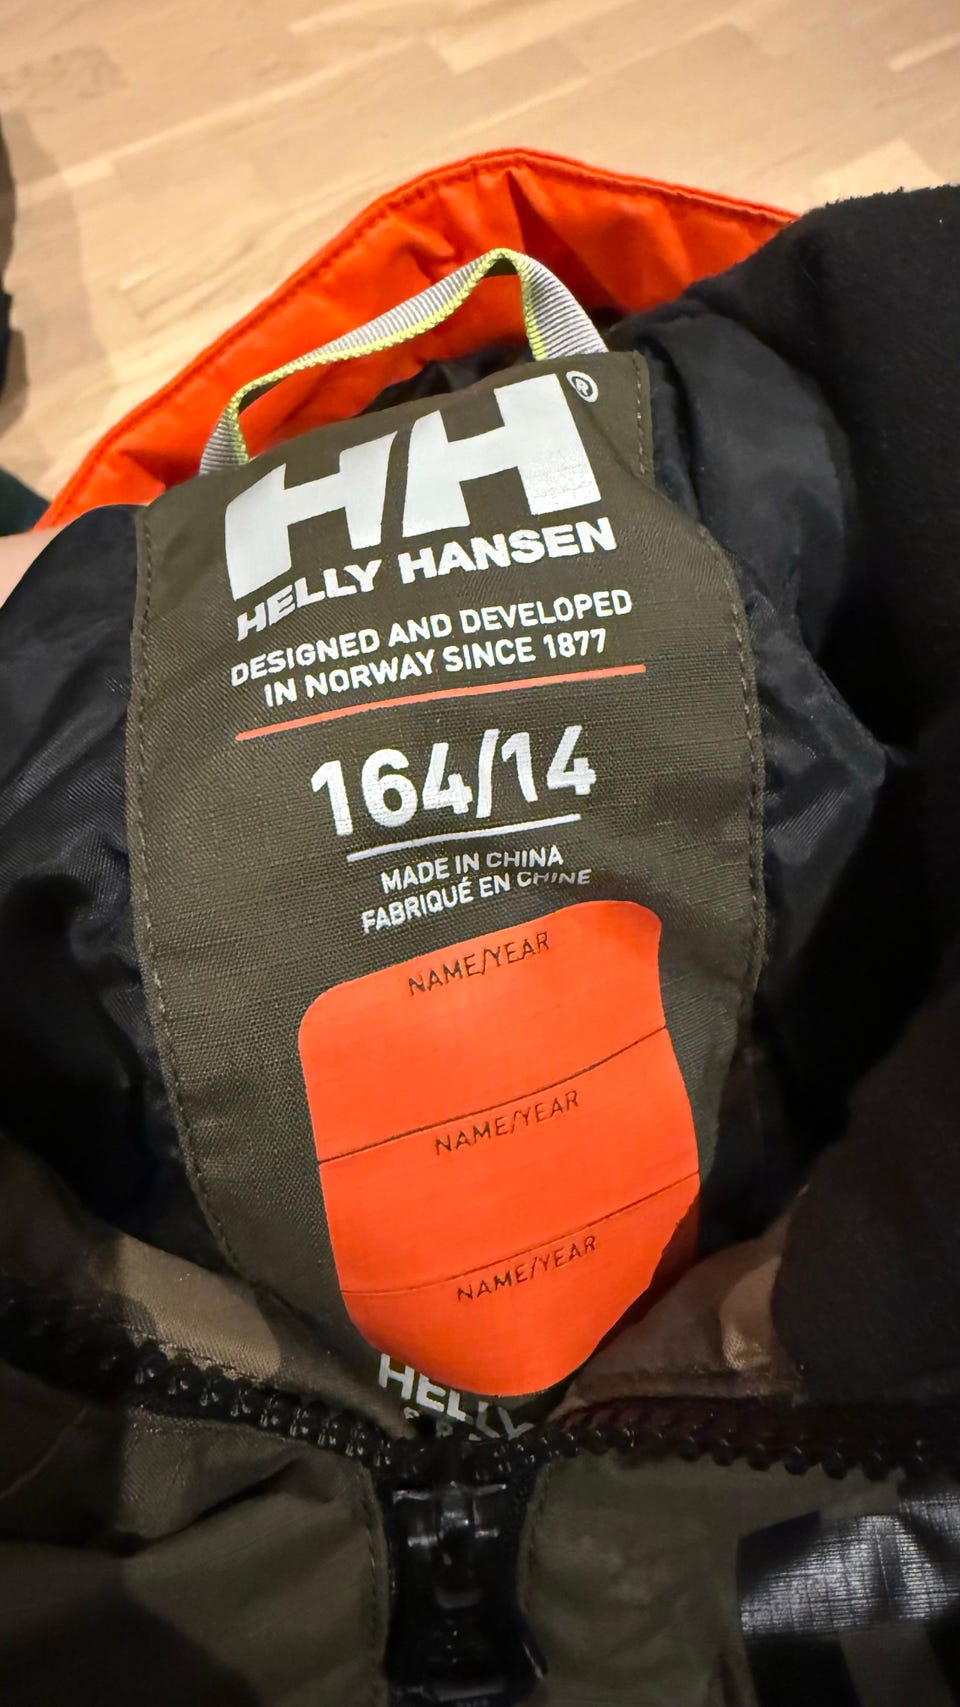 HH®
HELLY HANSEN
DESIGNED AND DEVELOPED
IN NORWAY SINCE 1877
164/14
MADE IN CHINA
FABRIQUÉ EN CHINE
NAME/YEAR
NAME/YEAR
NAME/YEAR
HELLY